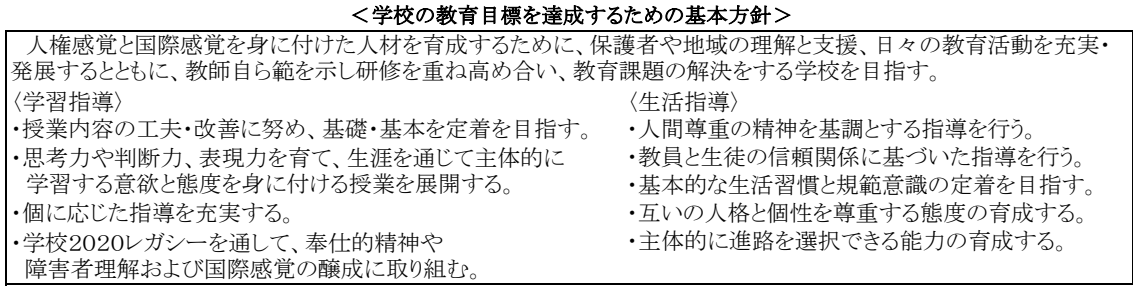 ＜学校の教育目標を達成するための基本方針＞
人権感覚と国際感覚を身に付けた人材を育成するために、保護者や地域の理解と支援、日々の教育活動を充実・
発展するとともに、教師自ら範を示し研修を重ね高め合い、教育課題の解決をする学校を目指す。
〈学習指導〉
・授業内容の工夫・改善に努め、基礎・基本を定着を目指す。
・思考力や判断力、表現力を育て、生涯を通じて主体的に
学習する意欲と態度を身に付ける授業を展開する。
・個に応じた指導を充実する。
・学校2020レガシーを通して、奉仕的精神や
障害者理解および国際感覚の醸成に取り組む。
〈生活指導〉
・人間尊重の精神を基調とする指導を行う。
・教員と生徒の信頼関係に基づいた指導を行う。
・基本的な生活習慣と規範意識の定着を目指す。
・互いの人格と個性を尊重する態度の育成する。
・主体的に進路を選択できる能力の育成する。